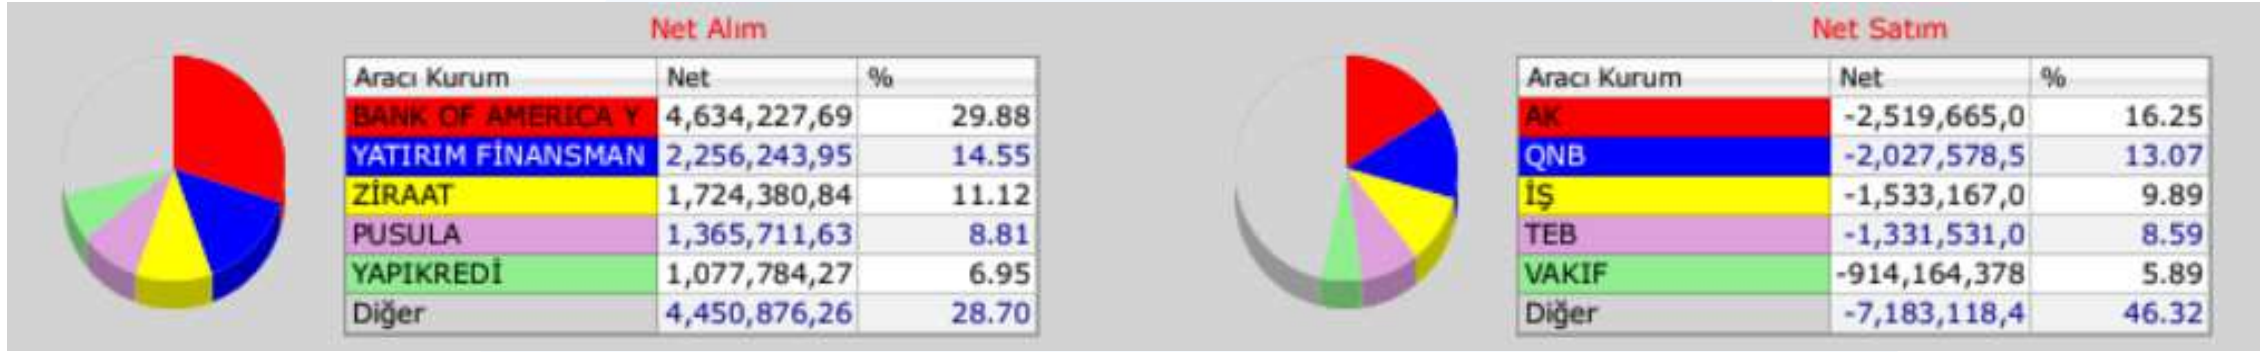 Net Alım
Aracı Kurum Net %
BANK OF AMERICA Y 4,634,227,69 29.88
YATIRIM FİNANSMAN 2,256,243,95 14.55
ZİRAAT 1,724,380,84 11.12
PUSULA 1,365,711,63 8.81
YAPIKREDİ 1,077,784,27 6.95
Diğer 4,450,876,26 28.70
Net Satım
Aracı Kurum Net %
AK -2,519,665,0 16.25
QNB -2,027,578,5 13.07
İŞ -1,533,167,0 9.89
TEB -1,331,531,0 8.59
VAKIF -914,164,378 5.89
Diğer -7,183,118,4 46.32